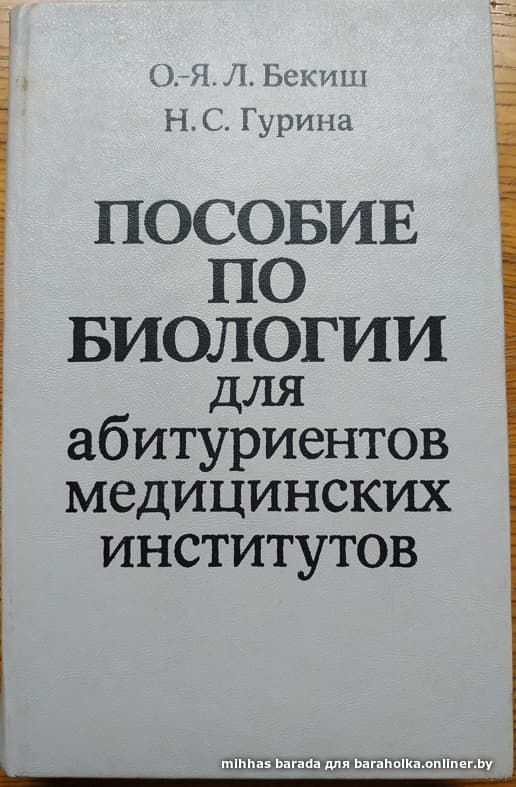 О.-Я. Л. Бекиш
Н. С. Гурина
ПОСОБИЕ
ПО
БИОЛОГИИ
для
абитуриентов
медицинских
институтов
mihhas barada для baraholka.onliner.by